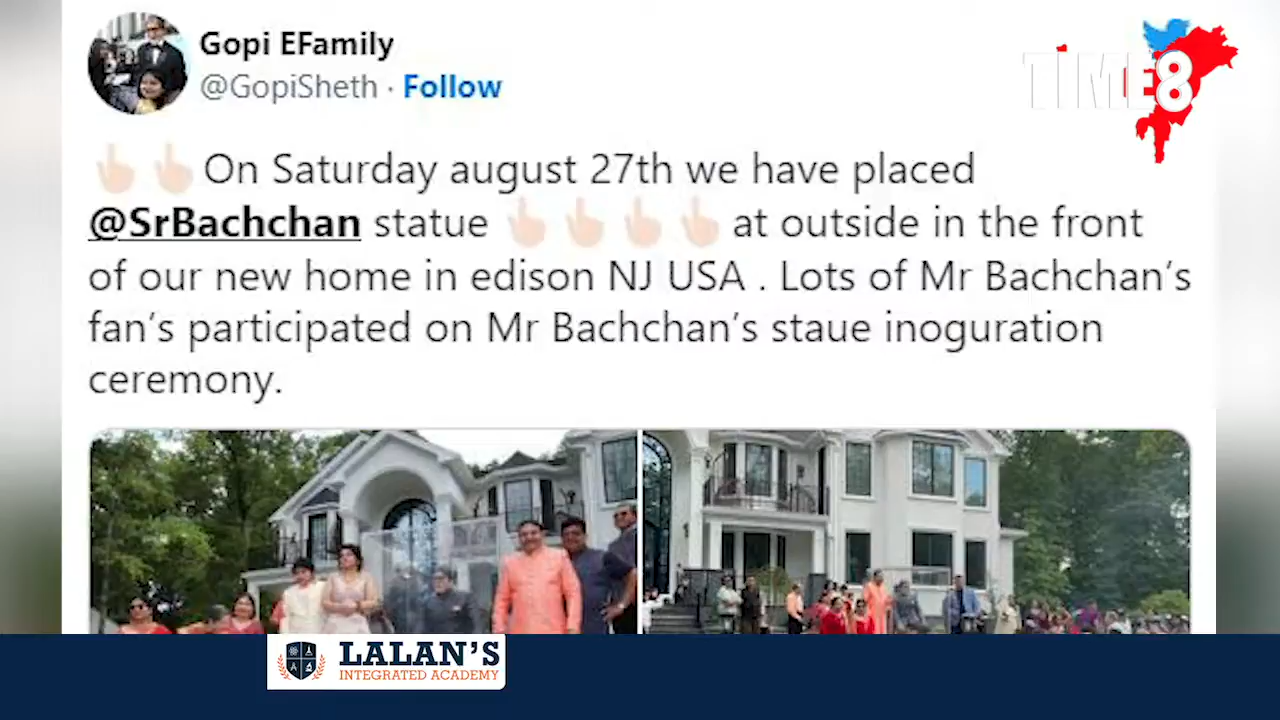 Gopi EFamily
@GopiSheth · Follow
TIME8
👆🏻 👆🏻 On Saturday august 27th we have placed
@SrBachchan statue 👆🏻 👆🏻 👆🏻 👆🏻 at outside in the front
of our new home in edison NJ USA . Lots of Mr Bachchan’s
fan’s participated on Mr Bachchan’s staue inoguration
ceremony.
LALAN’S
INTEGRATED ACADEMY